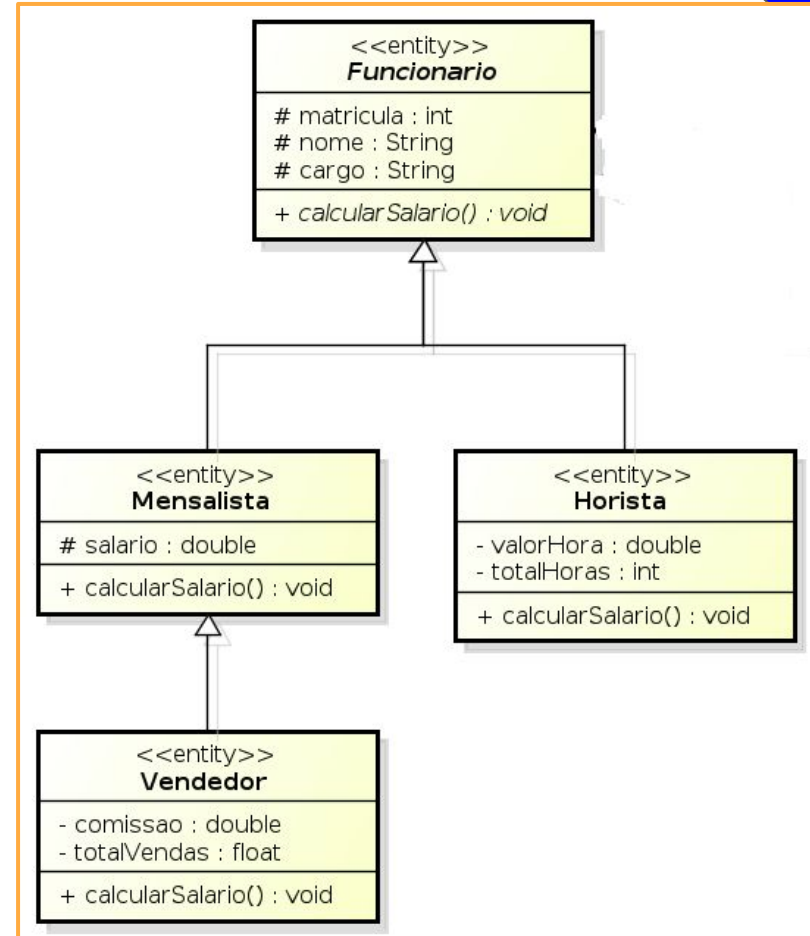 <<entity>>
Funcionario
# matricula : int
# nome : String
# cargo : String
+ calcularSalario() : void
<<entity>>
Mensalista
# salario : double
+ calcularSalario() : void
<<entity>>
Horista
- valorHora : double
- totalHoras : int
+ calcularSalario() : void
<<entity>>
Vendedor
- comissao : double
- totalVendas : float
+ calcularSalario() : void